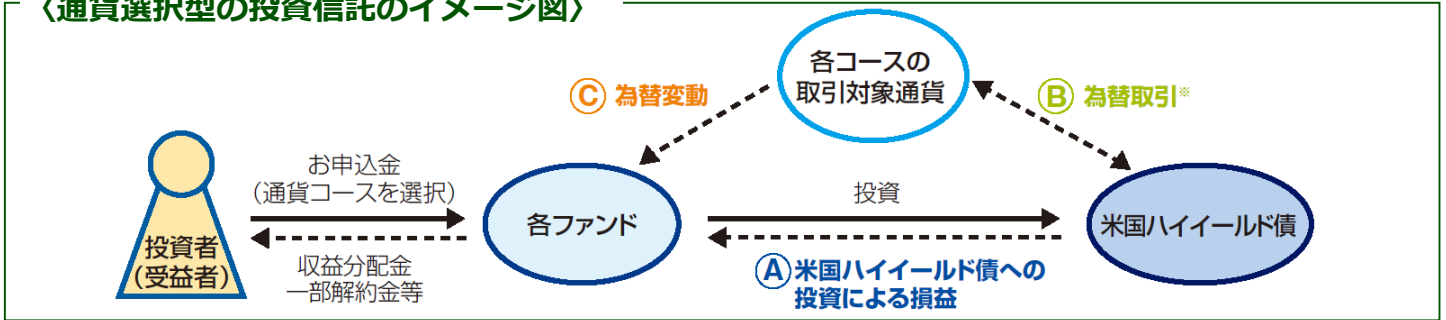 〈通貨選択型の投資信託のイメージ図〉
各コースの
取引対象通貨
Ⓒ 為替変動
Ⓑ 為替取引※
お申込金
(通貨コースを選択)
投資
各ファンド
米国ハイイールド債
投資者
(受益者)
収益分配金
一部解約金等
Ⓐ 米国ハイイールド債への
投資による損益